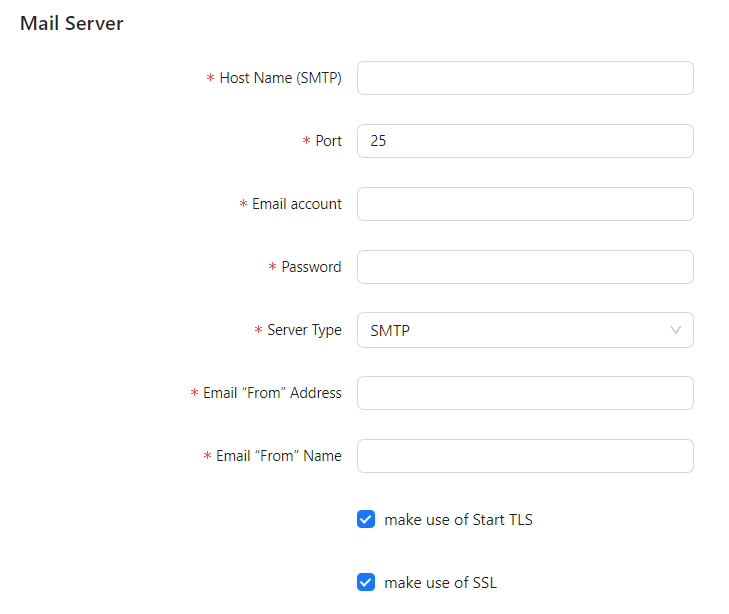 Mail Server
* Host Name (SMTP)
* Port 25
* Email account
* Password
* Server Type SMTP
* Email “From” Address
* Email “From” Name
make use of Start TLS
make use of SSL